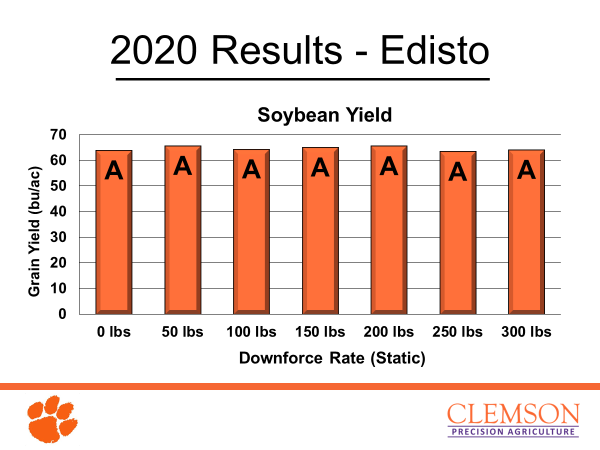 2020 Results - Edisto
Soybean Yield
Grain Yield (bu/ac)
70
60
50
40
30
20
10
0
A A A A A A A
0 lbs 50 lbs 100 lbs 150 lbs 200 lbs 250 lbs 300 lbs
Downforce Rate (Static)
CLEMSON
PRECISION AGRICULTURE